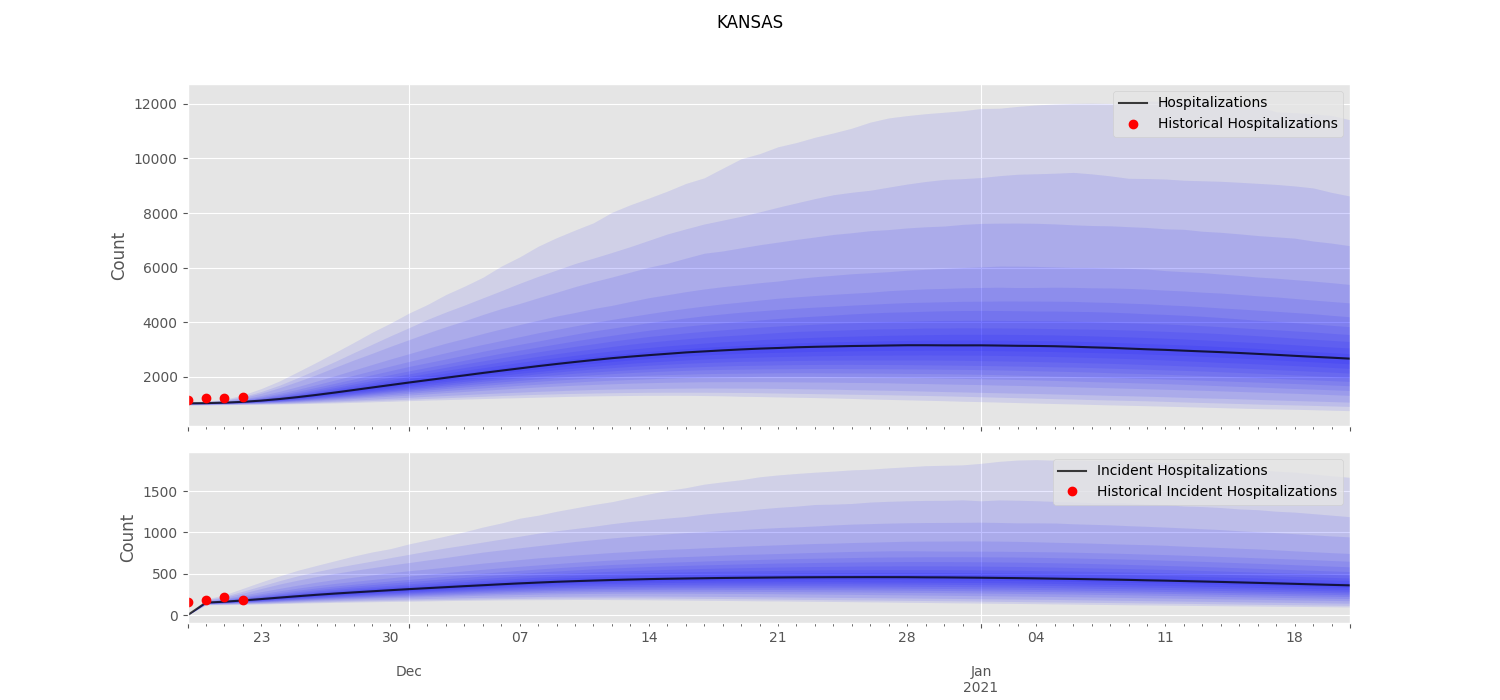 KANSAS
12000
10000
8000
6000
4000
2000
Count
Hospitalizations
Historical Hospitalizations
1500
1000
500
0
Count
Incident Hospitalizations
Historical Incident Hospitalizations
23 30 07 14 21 28 04 11 18
Dec Jan
2021